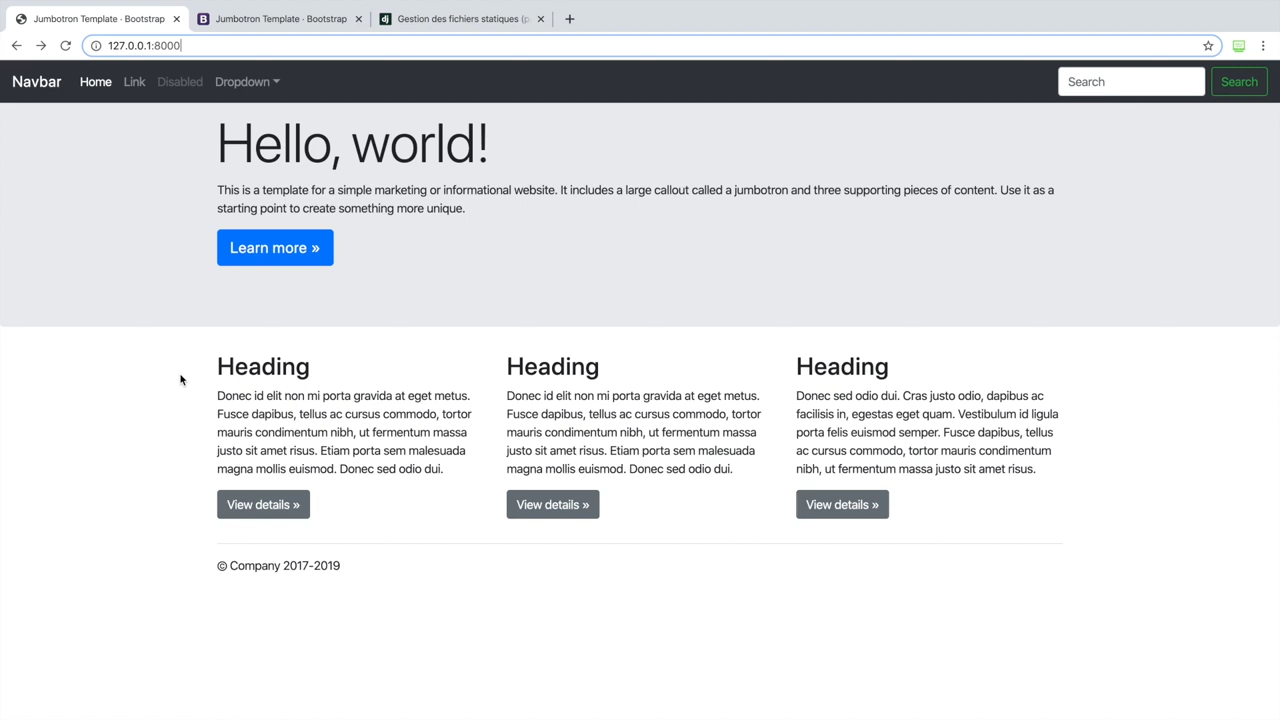 Jumbotron Template · Bootstrap
Jumbotron Template · Bootstrap
Gestion des fichiers statiques (p
127.0.0.1:8000
Navbar Home Link Disabled Dropdown Search Search
Hello, world!
This is a template for a simple marketing or informational website. It includes a large callout called a jumbotron and three supporting pieces of content. Use it as a
starting point to create something more unique.
Learn more »
Heading
Donec id elit non mi porta gravida at eget metus.
Fusce dapibus, tellus ac cursus commodo, tortor
mauris condimentum nibh, ut fermentum massa
justo sit amet risus. Etiam porta sem malesuada
magna mollis euismod. Donec sed odio dui.
View details »
Heading
Donec id elit non mi porta gravida at eget metus.
Fusce dapibus, tellus ac cursus commodo, tortor
mauris condimentum nibh, ut fermentum massa
justo sit amet risus. Etiam porta sem malesuada
magna mollis euismod. Donec sed odio dui.
View details »
Heading
Donec sed odio dui. Cras justo odio, dapibus ac
facilisis in, egestas eget quam. Vestibulum id ligula
porta felis euismod semper. Fusce dapibus, tellus
ac cursus commodo, tortor mauris condimentum
nibh, ut fermentum massa justo sit amet risus.
View details »
© Company 2017-2019